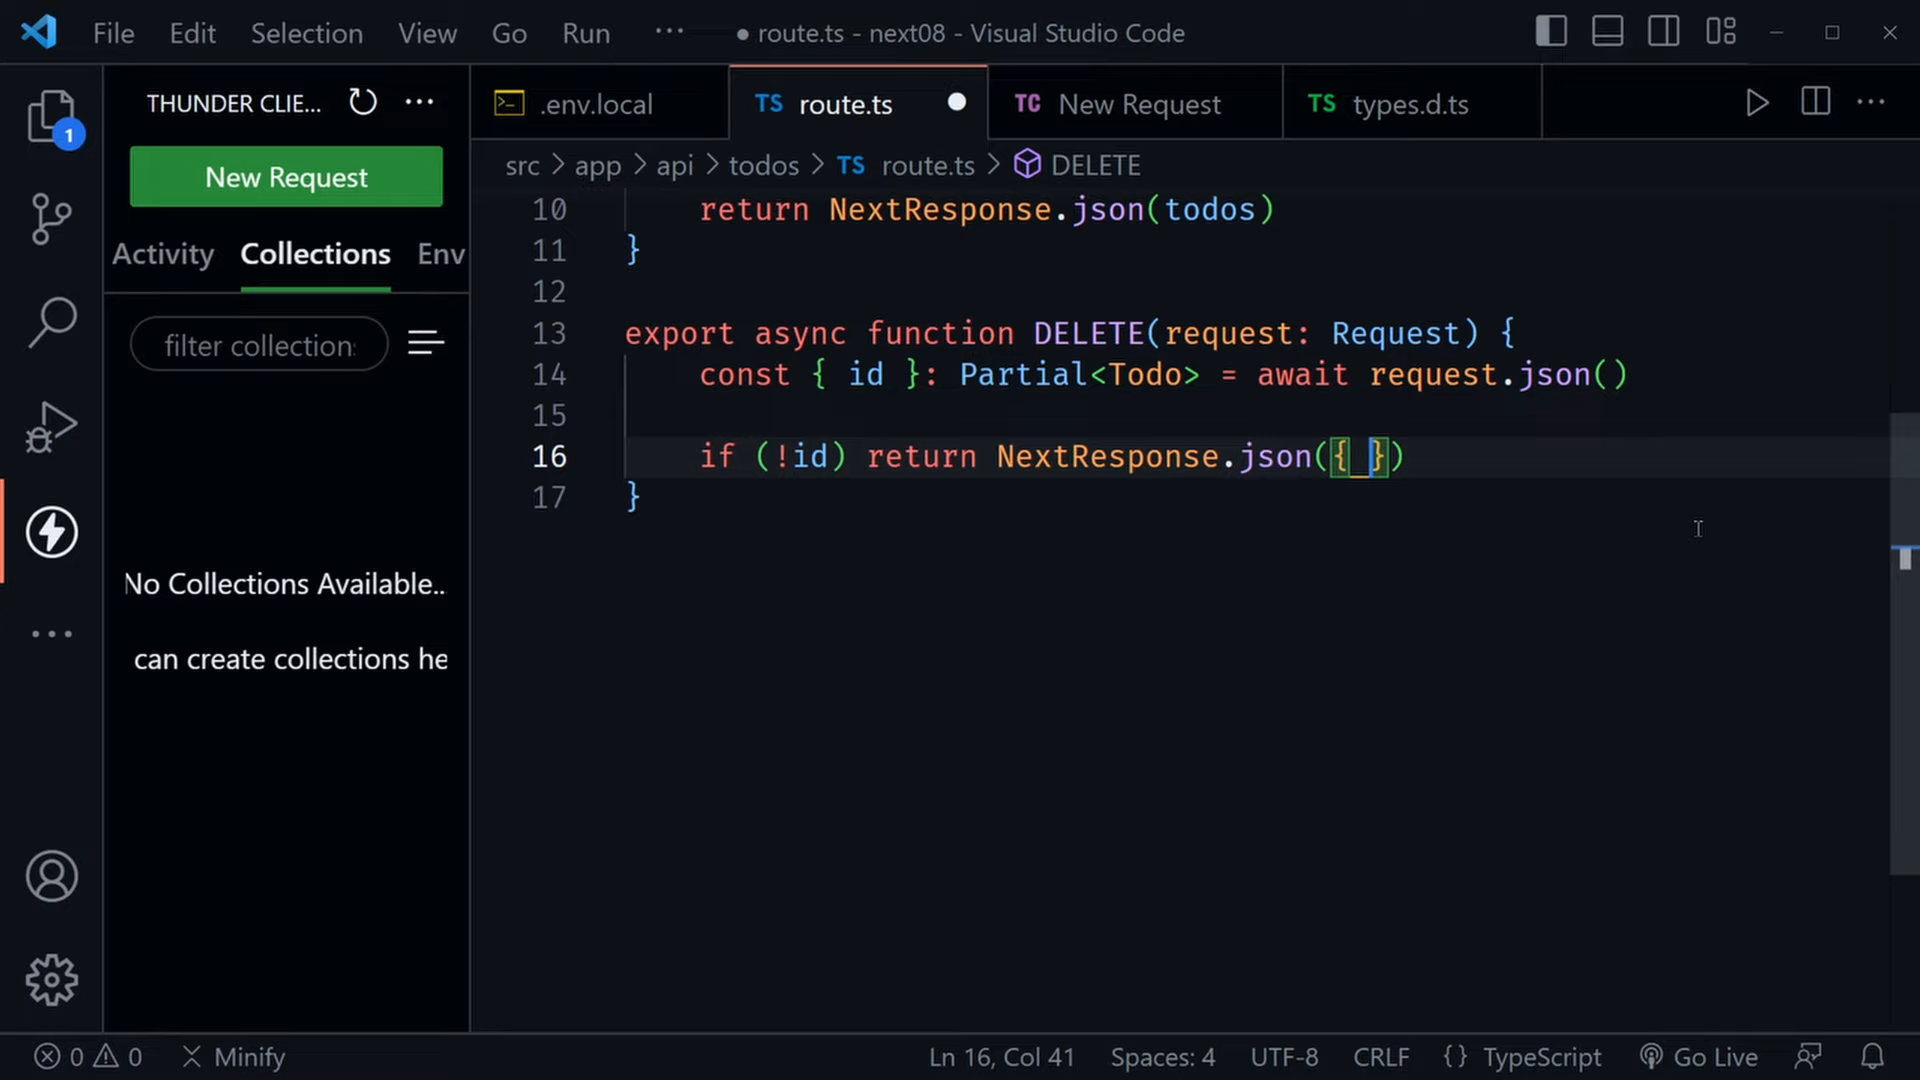 File Edit Selection View Go Run ··· ● route.ts - next08 - Visual Studio Code
THUNDER CLIE... ···
.env.local
TS route.ts
TC New Request
TS types.d.ts
1
New Request
src > app > api > todos > TS route.ts > DELETE
Activity Collections Env
filter collection
No Collections Available..
can create collections he
10 return NextResponse.json(todos)
11 }
12
13 export async function DELETE(request: Request) {
14 const { id }: Partial<Todo> = await request.json()
15
16 if (!id) return NextResponse.json({ })
17 }
0 0 Minify Ln 16, Col 41 Spaces: 4 UTF-8 CRLF {} TypeScript Go Live